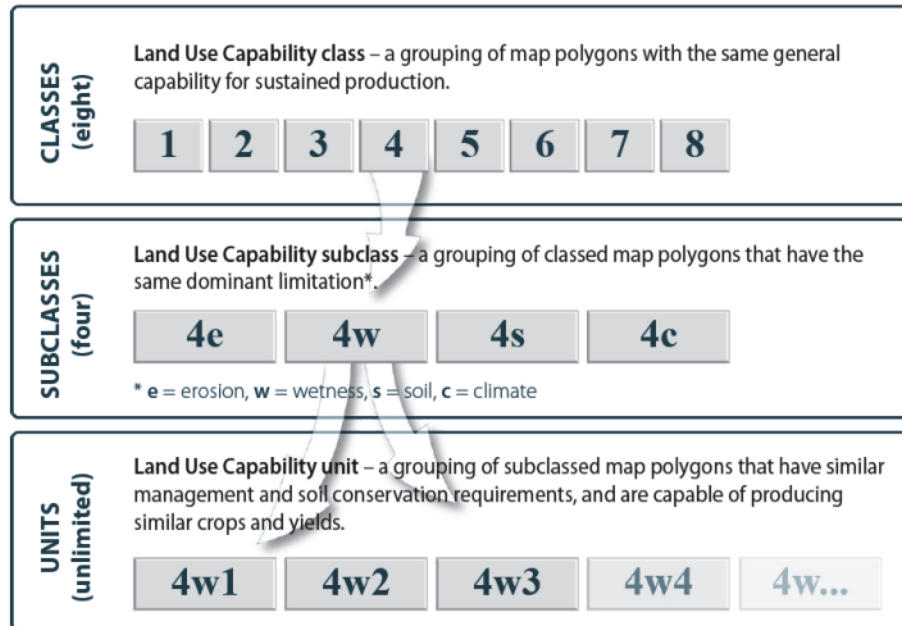 CLASSES
(eight)
Land Use Capability class – a grouping of map polygons with the same general
capability for sustained production.
1 2 3 4 5 6 7 8
SUBCLASSES
(four)
Land Use Capability subclass – a grouping of classed map polygons that have the
same dominant limitation*.
4e 4w 4s 4c
* e = erosion, w = wetness, s = soil, c = climate
UNITS
(unlimited)
Land Use Capability unit – a grouping of subclassed map polygons that have similar
management and soil conservation requirements, and are capable of producing
similar crops and yields.
4w1 4w2 4w3 4w4 4w...